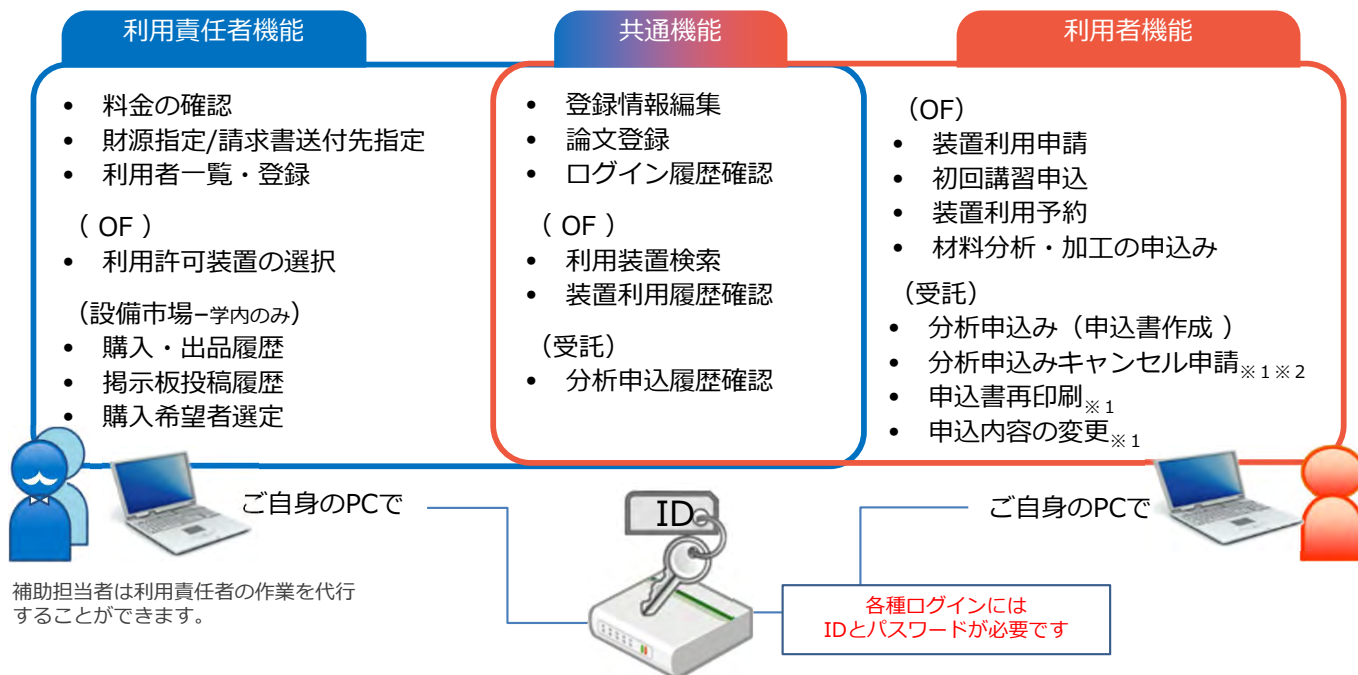 利用責任者機能
・ 料金の確認
・ 財源指定/請求書送付先指定
・ 利用者一覧・登録
（ OF ）
・ 利用許可装置の選択
（設備市場−学内のみ）
・ 購入・出品履歴
・ 掲示板投稿履歴
・ 購入希望者選定
共通機能
・ 登録情報編集
・ 論文登録
・ ログイン履歴確認
（ OF ）
・ 利用装置検索
・ 装置利用履歴確認
（受託）
・ 分析申込履歴確認
利用者機能
（OF）
・ 装置利用申請
・ 初回講習申込
・ 装置利用予約
・ 材料分析・加工の申込み
（受託）
・ 分析申込み（申込書作成 ）
・ 分析申込みキャンセル申請※１※２
・ 申込書再印刷※１
・ 申込内容の変更※１
ご自身のPCで
ID
ご自身のPCで
補助担当者は利用責任者の作業を代行
することができます。
各種ログインには
IDとパスワードが必要です